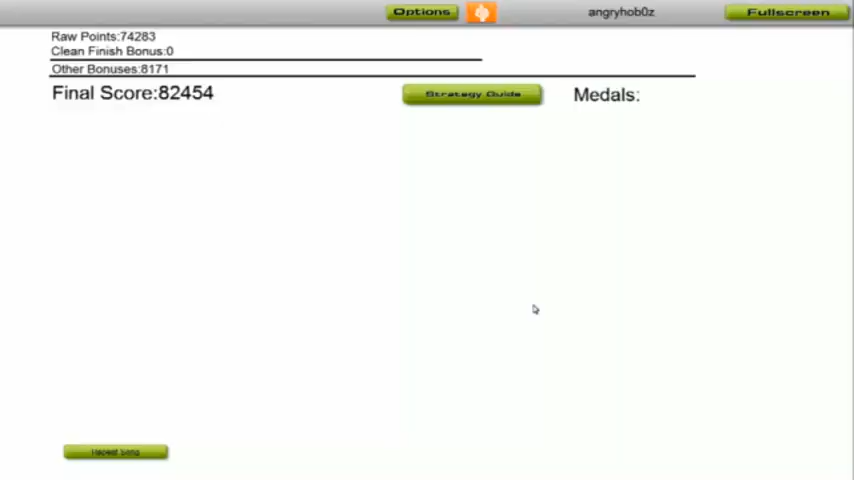 Options
angryhob0z
Fullscreen
Raw Points:74283
Clean Finish Bonus:0
Other Bonuses:8171
Final Score:82454
Strategy Guide
Medals:
Repeat Song